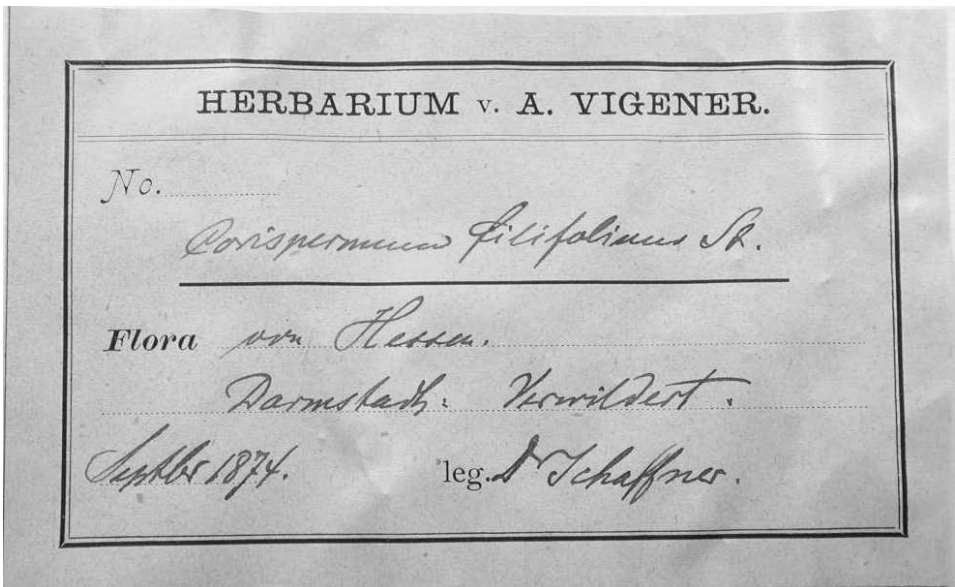 HERBARIUM v. A. VIGENER.
No.
Corispermum filifolium St.
Flora von Hessen.
Darmstadt. Verwildert.
Septbr 1874. leg. Dr Schaffner.